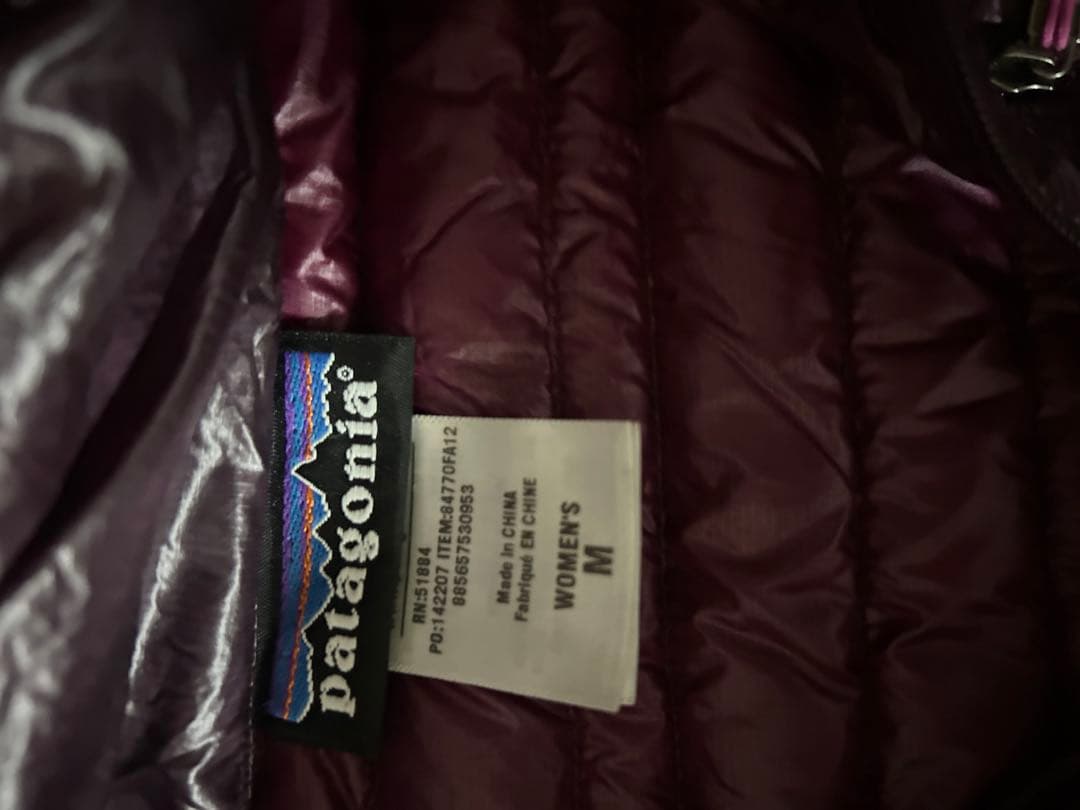 patagonia®
RN:51884
PO:142207 ITEM:84770FA12
885657530953
Made in CHINA
Fabriqué EN CHINE
WOMEN'S
M